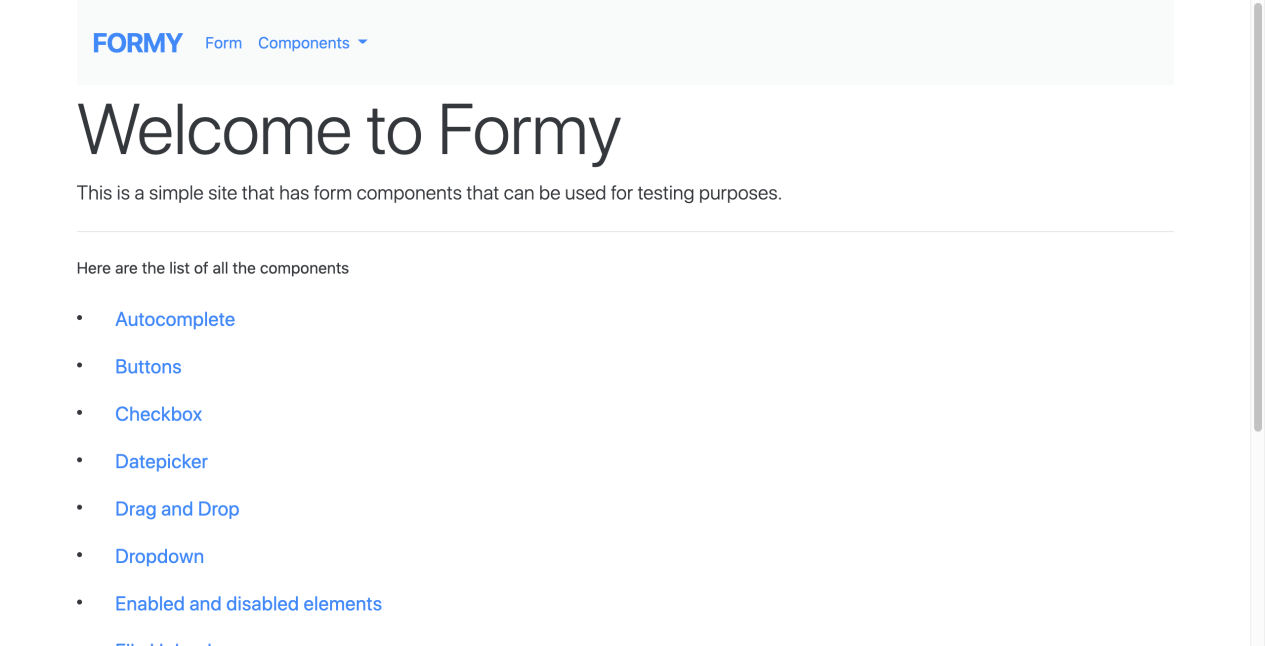 FORMY Form Components
Welcome to Formy
This is a simple site that has form components that can be used for testing purposes.
Here are the list of all the components
• Autocomplete
• Buttons
• Checkbox
• Datepicker
• Drag and Drop
• Dropdown
• Enabled and disabled elements